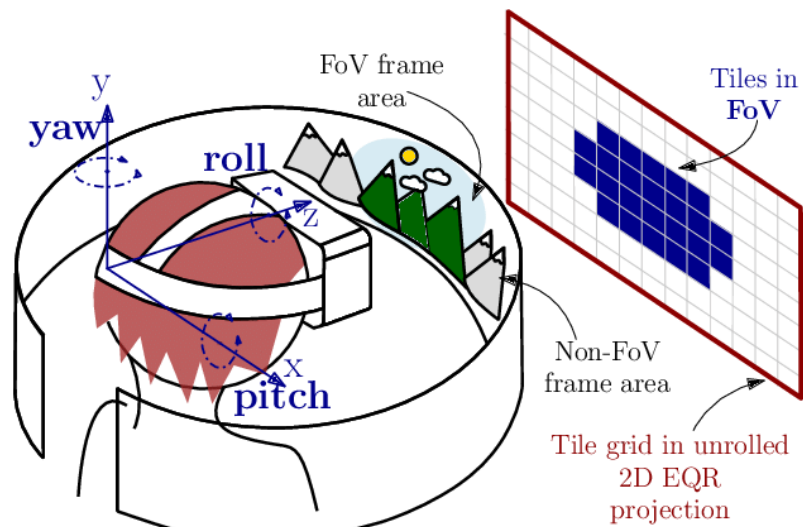 FoV frame
area
Tiles in
FoV
y
yaw
roll
z
x
pitch
Non-FoV
frame area
Tile grid in unrolled
2D EQR
projection